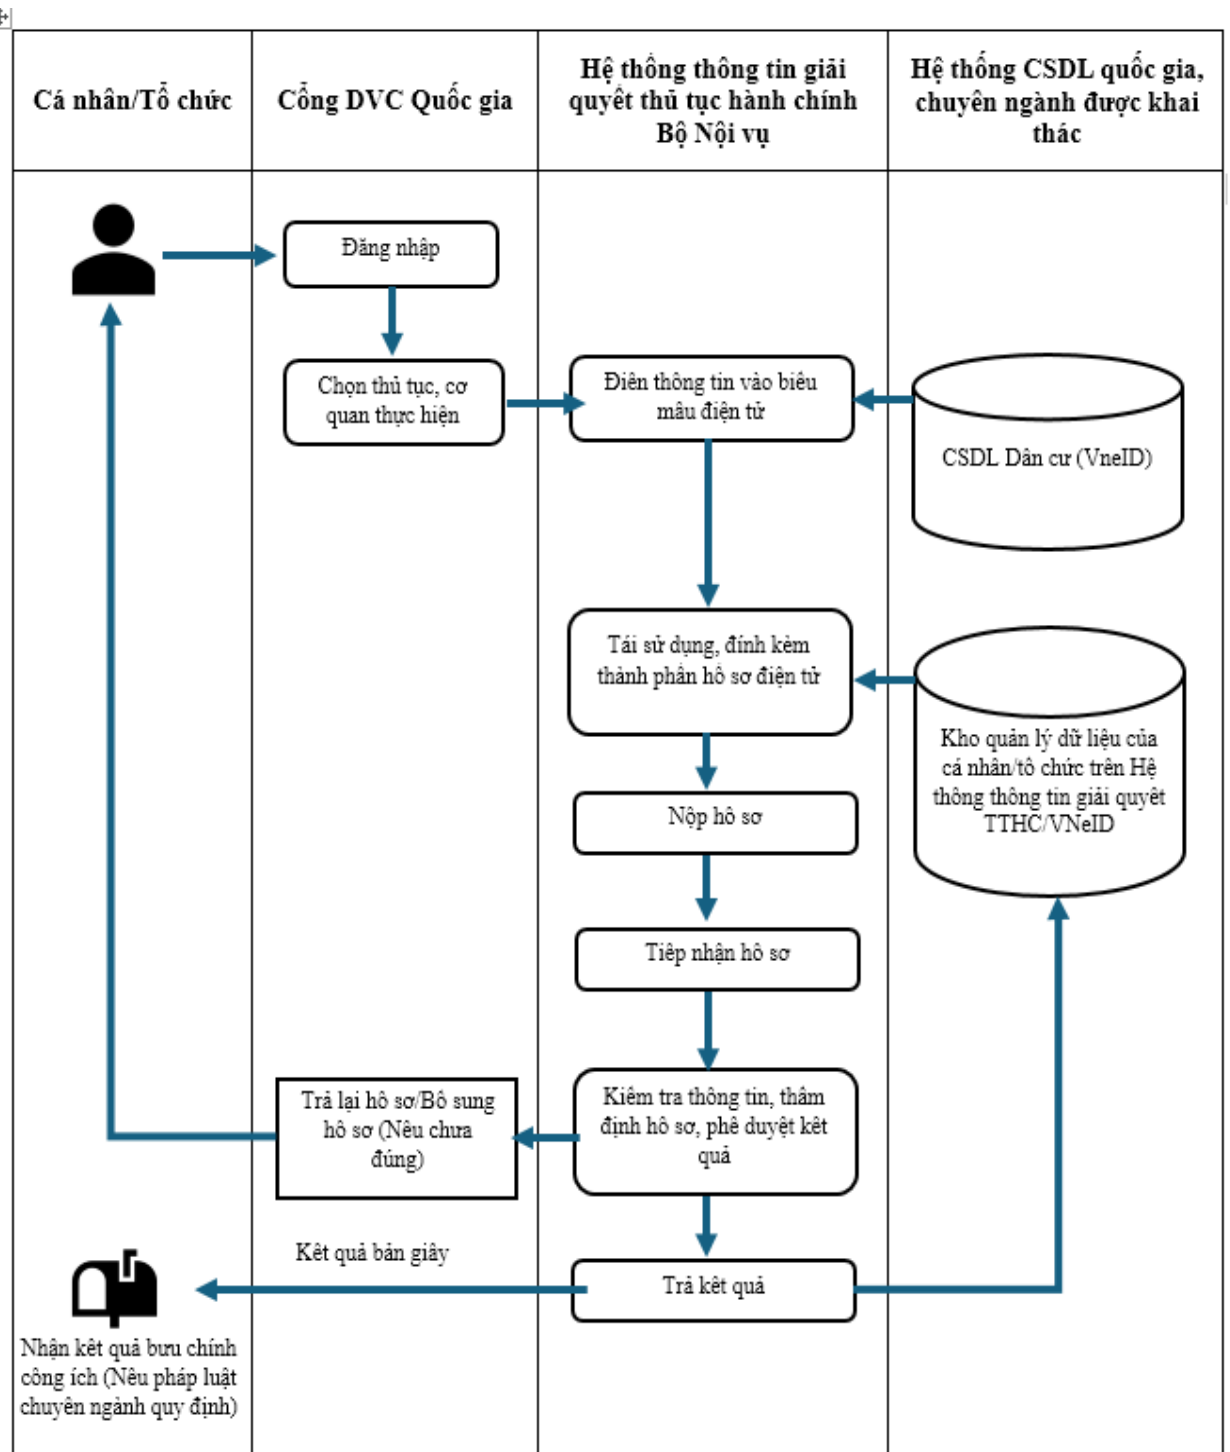 Cá nhân/Tổ chức
Cổng DVC Quốc gia
Hệ thống thông tin giải
quyết thủ tục hành chính
Bộ Nội vụ
Hệ thống CSDL quốc gia,
chuyên ngành được khai
thác
Đăng nhập
Chọn thủ tục, cơ
quan thực hiện
Điền thông tin vào biểu
mẫu điện tử
CSDL Dân cư (VneID)
Tái sử dụng, đính kèm
thành phần hồ sơ điện tử
Kho quản lý dữ liệu của
cá nhân/tổ chức trên Hệ
thông thông tin giải quyết
TTHC/VNeID
Nộp hồ sơ
Tiếp nhận hồ sơ
Kiểm tra thông tin, thẩm
định hồ sơ, phê duyệt kết
quả
Trả lại hồ sơ/Bổ sung
hồ sơ (Nếu chưa
đúng)
Kết quả bản giấy
Trả kết quả
Nhận kết quả bưu chính
công ích (Nếu pháp luật
chuyên ngành quy định)